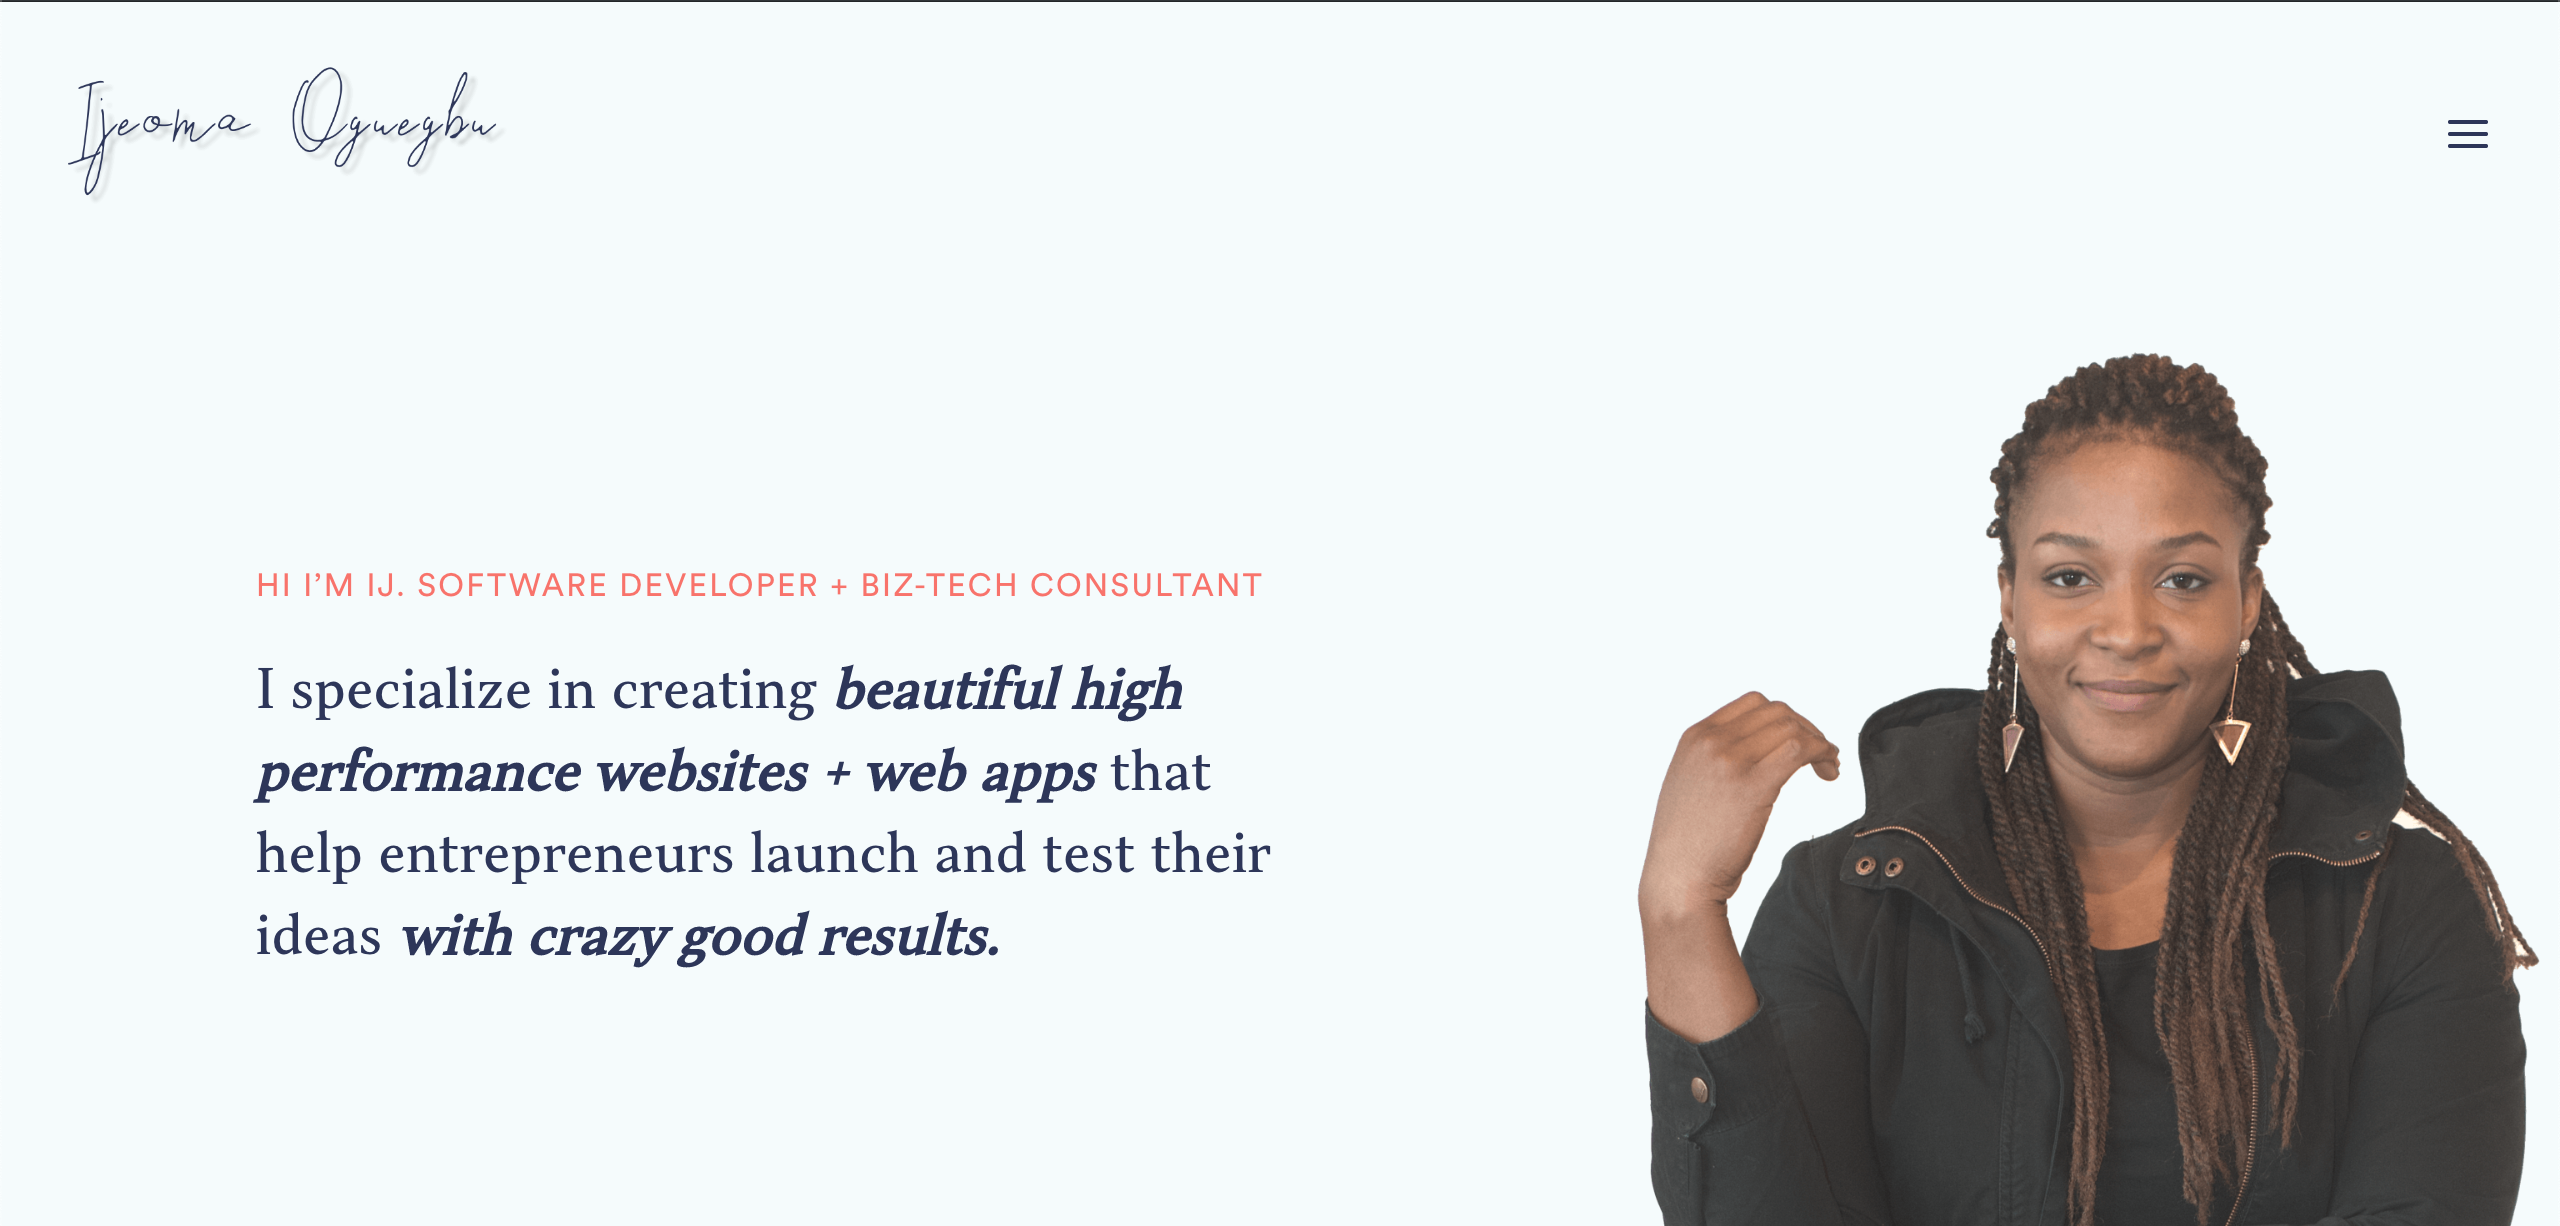 Ijeoma Oguegbu
HI I’M IJ. SOFTWARE DEVELOPER + BIZ-TECH CONSULTANT
I specialize in creating beautiful high
performance websites + web apps that
help entrepreneurs launch and test their
ideas with crazy good results.